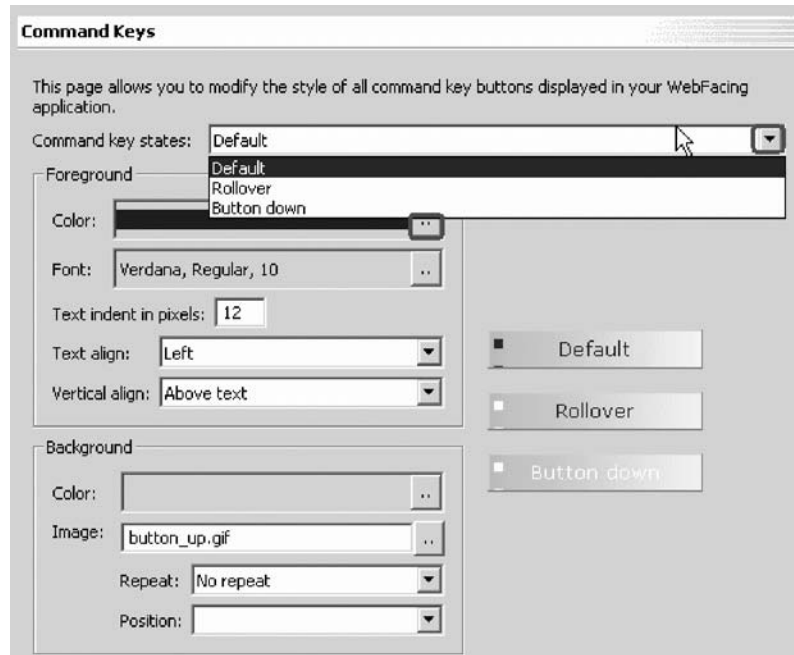 Command Keys
This page allows you to modify the style of all command key buttons displayed in your WebFacing
application.
Command key states: Default
Default
Rollover
Button down
Foreground
Color: ..
Font: Verdana, Regular, 10 ..
Text indent in pixels: 12
Text align: Left
Vertical align: Above text
Default
Rollover
Button down
Background
Color: ..
Image: button_up.gif ..
Repeat: No repeat
Position: